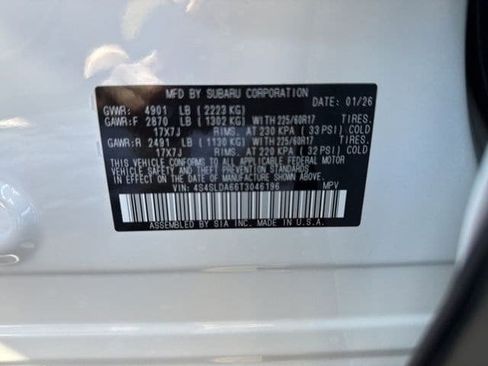 MFD BY SUBARU CORPORATION
GVWR: 4901 LB (2223 KG) DATE: 01/26
GAWR:F 2870 LB (1302 KG) WITH 225/60R17 TIRES.
17X7J RIMS. AT 230 KPA (33 PSI) COLD
GAWR:R 2491 LB (1130 KG) WITH 225/60R17 TIRES.
17X7J RIMS. AT 220 KPA (32 PSI) COLD
THIS VEHICLE CONFORMS TO ALL APPLICABLE FEDERAL MOTOR
VEHICLE SAFETY AND THEFT PREVENTION STANDARDS
IN EFFECT ON THE DATE OF MANUFACTURE SHOWN ABOVE.
VIN: 4S4SLDA66T3046196 MPV
ASSEMBLED BY SIA INC. MADE IN U.S.A.